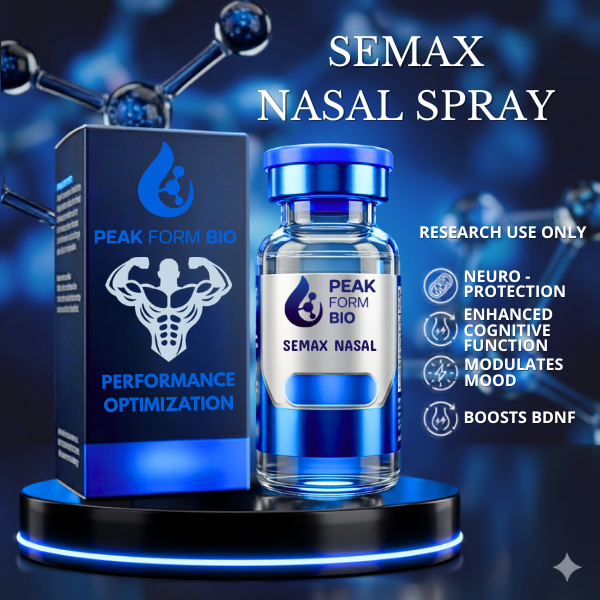 SEMAX
NASAL SPRAY
PEAK FORM BIO
PERFORMANCE
OPTIMIZATION
PEAK
FORM
BIO
SEMAX NASAL
RESEARCH USE ONLY
NEURO -
PROTECTION
ENHANCED
COGNITIVE
FUNCTION
MODULATES
MOOD
BOOSTS BDNF